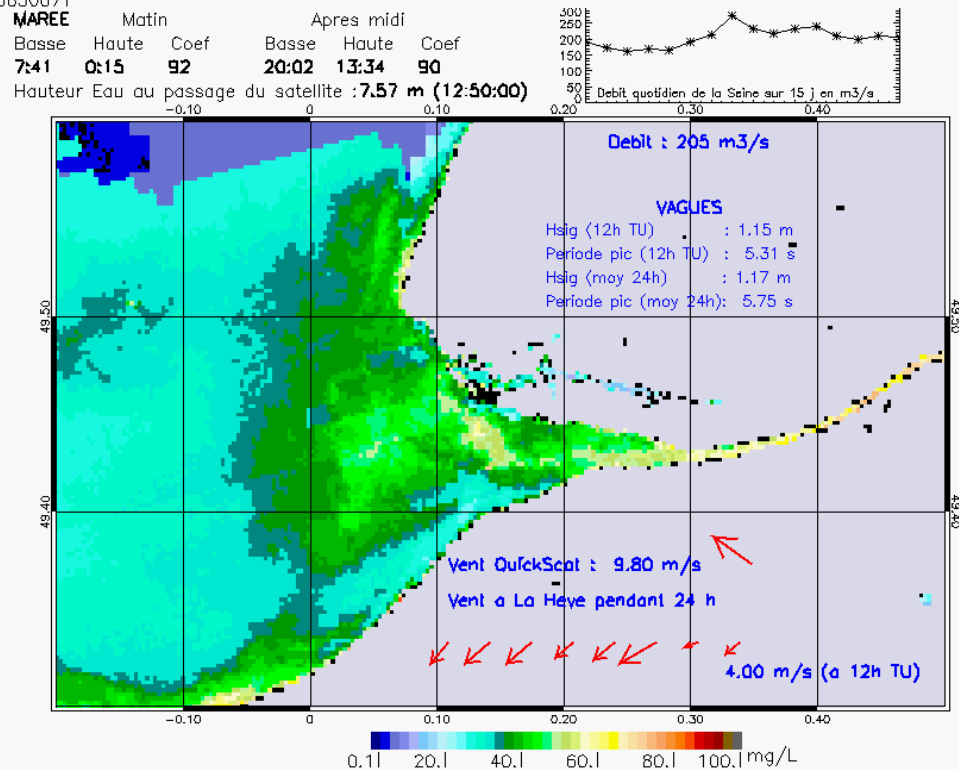 MAREE Matin Apres midi
Basse Haute Coef Basse Haute Coef
7:41 0:15 92 20:02 13:34 90
Hauteur Eau au passage du satellite :7.57 m (12:50:00)
300
250
200
150
100
50
0
Debit quotidien de la Seine sur 15 j en m3/s
-0.10 0 0.10 0.20 0.30 0.40
Debit : 205 m3/s
VAGUES
Hsig (12h TU) : 1.15 m
Periode pic (12h TU) : 5.31 s
Hsig (moy 24h) : 1.17 m
Periode pic (moy 24h): 5.75 s
49.50 49.50
49.40 49.40
Vent QuickScat : 9.80 m/s
Vent a La Heve pendant 24 h
4.00 m/s (a 12h TU)
-0.10 0 0.10 0.20 0.30 0.40
0.1| 20.| 40.| 60.| 80.| 100.| mg/L